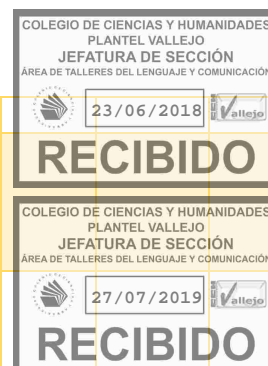 COLEGIO DE CIENCIAS Y HUMANIDADES
PLANTEL VALLEJO
JEFATURA DE SECCIÓN
ÁREA DE TALLERES DEL LENGUAJE Y COMUNICACIÓN
23/06/2018
CCH Vallejo
RECIBIDO
COLEGIO DE CIENCIAS Y HUMANIDADES
PLANTEL VALLEJO
JEFATURA DE SECCIÓN
ÁREA DE TALLERES DEL LENGUAJE Y COMUNICACIÓN
27/07/2019
CCH Vallejo
RECIBIDO